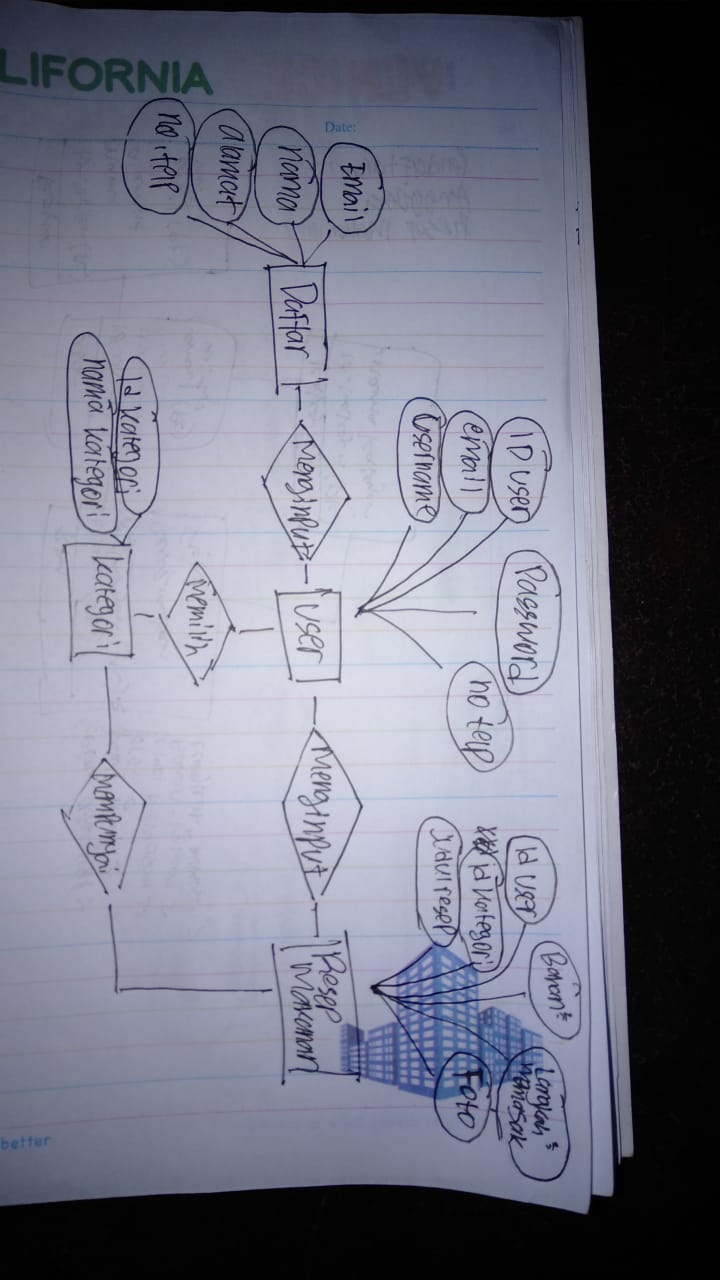 ID user
Password
email
no telp
username
Id user
Bahan²
Langkah²
memasak
id kategori
Foto
Judul resep
Email
nama
alamat
no.telp
Daftar
Menginput
User
Menginput
Resep
Makanan
Memilih
Id kategori
nama kategori
kategori
Mempunyai
Date:
LIFORNIA
better